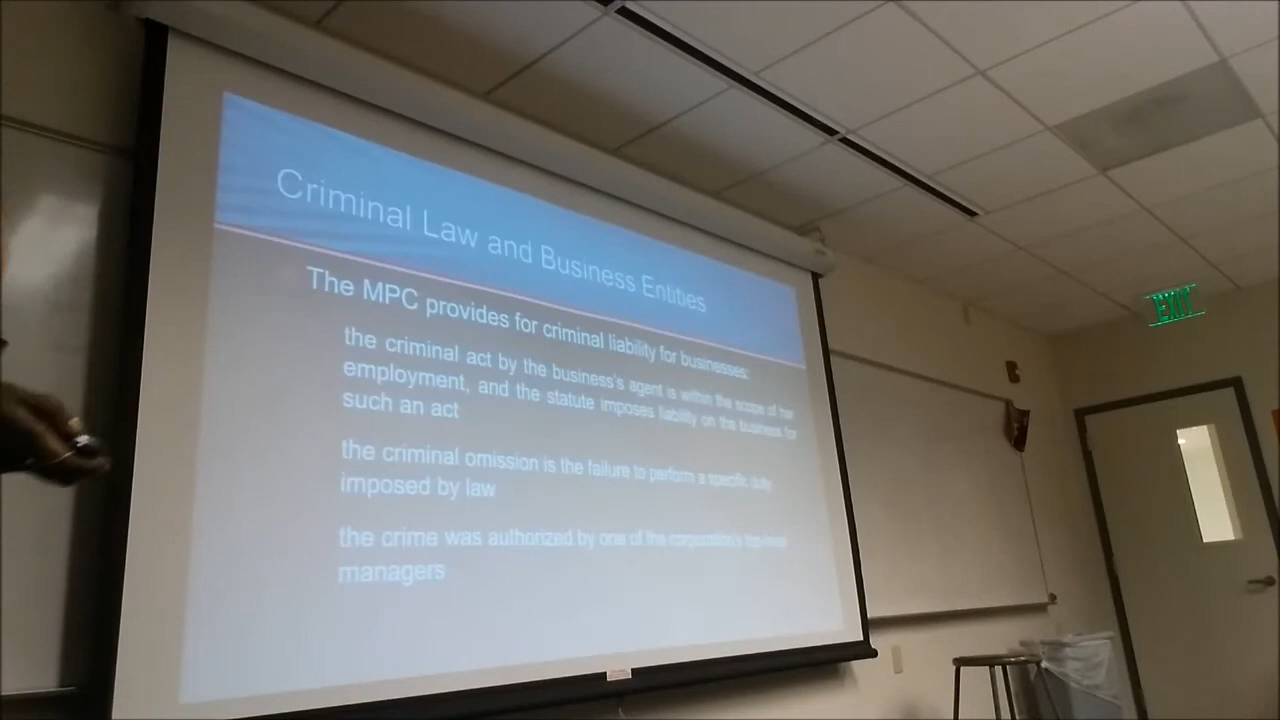 Criminal Law and Business Entities
The MPC provides for criminal liability for businesses:
the criminal act by the business's agent is within the scope of her
employment, and the statute imposes liability on the business for
such an act
the criminal omission is the failure to perform a specific duty
imposed by law
the crime was authorized by one of the corporation's top-level
managers
EXIT